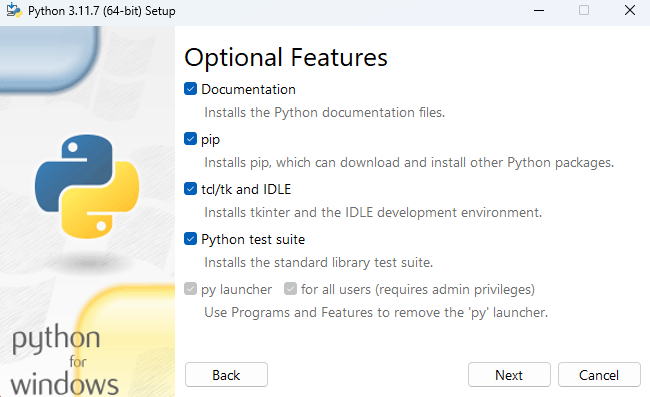 Python 3.11.7 (64-bit) Setup
Optional Features
Documentation
Installs the Python documentation files.
pip
Installs pip, which can download and install other Python packages.
tcl/tk and IDLE
Installs tkinter and the IDLE development environment.
Python test suite
Installs the standard library test suite.
py launcher for all users (requires admin privileges)
Use Programs and Features to remove the 'py' launcher.
python
for
windows
Back Next Cancel